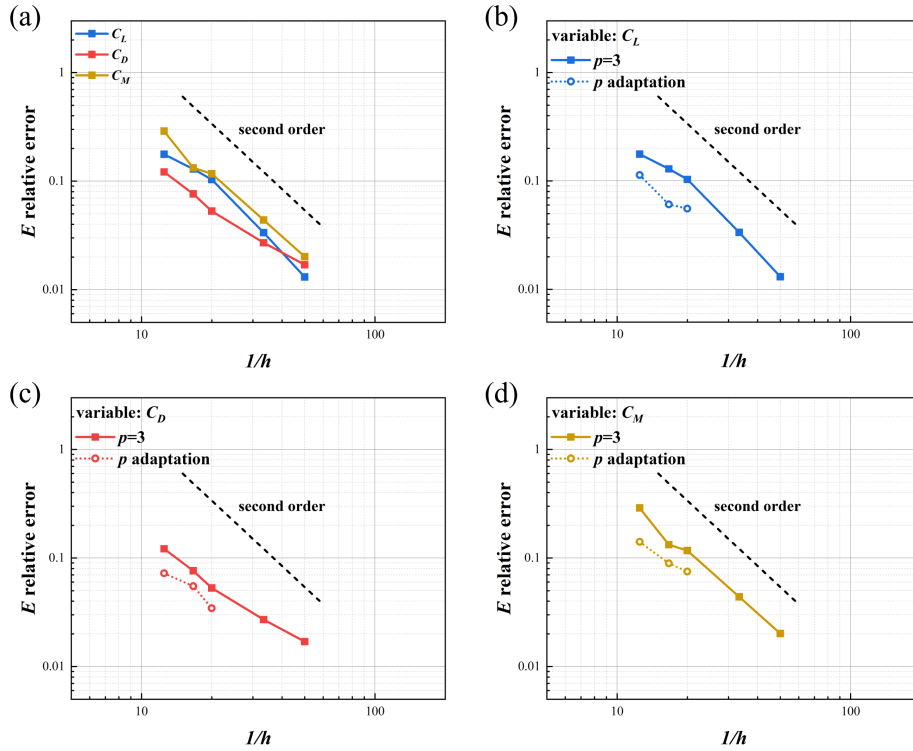 (a)
C_L
C_D
C_M
second order
1
0.1
0.01
E relative error
10
100
1/h
(b)
variable: C_L
p=3
p adaptation
second order
1
0.1
0.01
E relative error
10
100
1/h
(c)
variable: C_D
p=3
p adaptation
second order
1
0.1
0.01
E relative error
10
100
1/h
(d)
variable: C_M
p=3
p adaptation
second order
1
0.1
0.01
E relative error
10
100
1/h